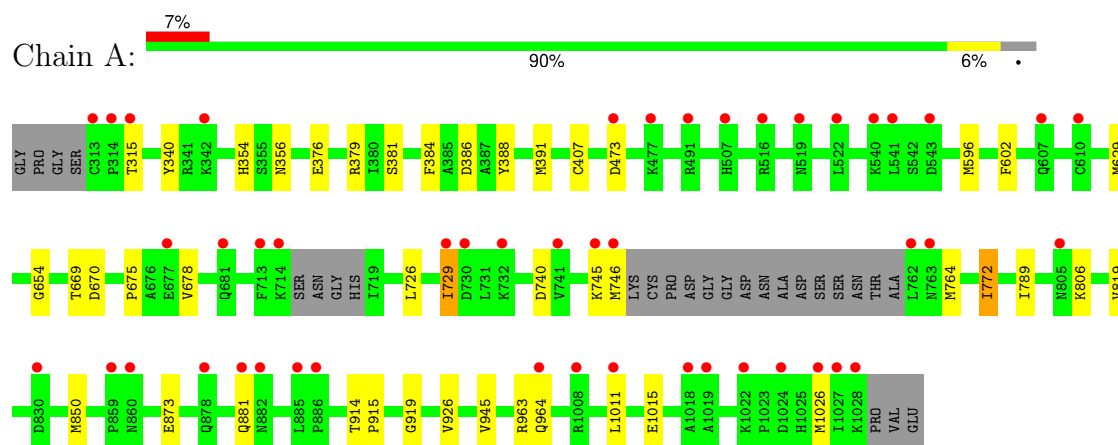 7%
Chain A:
90% 6% •
GLY PRO GLY SER C313 P314 T315 Y340 R341 K342 H354 S355 N356 E376 R379 I380 S381 F384 A385 D386 A387 Y388 M391 C407 D473 K477 R491 H507 R516 N519 L522 K540 L541 S542 D543 M596 F602 Q607 C610 M629
G654 T669 D670 P675 A676 E677 V678 Q681 F713 K714 SER ASN GLY HIS I719 L726 I729 D730 L731 K732 D740 V741 K745 M746 LYS CYS PRO ASP GLY GLY ASP ASN ALA ASP SER SER ASN THR ALA L762 N763 M764 I772 I789 N805 K806
D830 M850 P859 N860 E873 Q878 Q881 N882 L885 P886 T914 P915 G919 V926 V945 R963 Q964 R1008 L1011 E1015 A1018 A1019 K1022 P1023 D1024 H1025 M1026 I1027 K1028 PRO VAL GLU